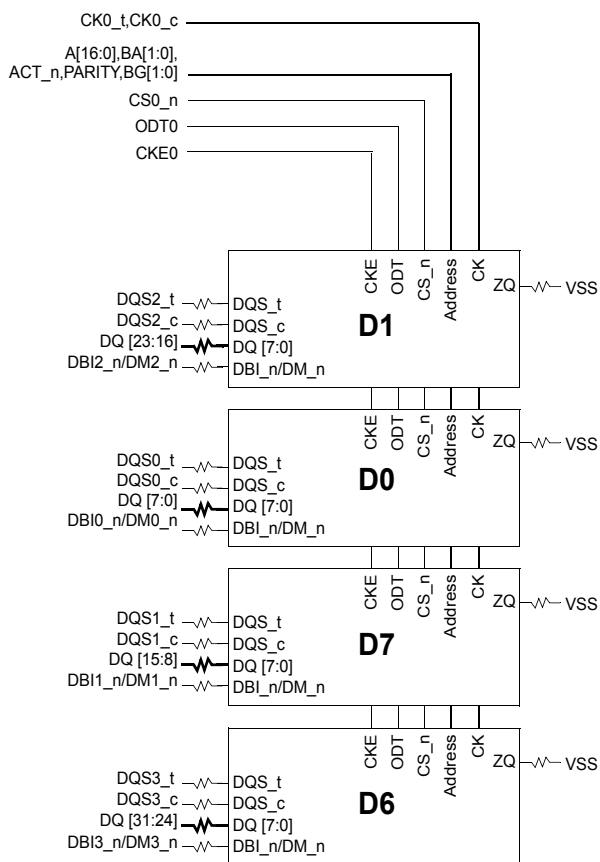 CK0_t,CK0_c
A[16:0],BA[1:0],
ACT_n,PARITY,BG[1:0]
CS0_n
ODT0
CKE0
CKE
ODT
CS_n
Address
CK
ZQ
VSS
D1
DQS2_t
DQS_t
DQS2_c
DQS_c
DQ [23:16]
DQ [7:0]
DBI2_n/DM2_n
DBI_n/DM_n
CKE
ODT
CS_n
Address
CK
ZQ
VSS
D0
DQS0_t
DQS_t
DQS0_c
DQS_c
DQ [7:0]
DQ [7:0]
DBI0_n/DM0_n
DBI_n/DM_n
CKE
ODT
CS_n
Address
CK
ZQ
VSS
D7
DQS1_t
DQS_t
DQS1_c
DQS_c
DQ [15:8]
DQ [7:0]
DBI1_n/DM1_n
DBI_n/DM_n
CKE
ODT
CS_n
Address
CK
ZQ
VSS
D6
DQS3_t
DQS_t
DQS3_c
DQS_c
DQ [31:24]
DQ [7:0]
DBI3_n/DM3_n
DBI_n/DM_n